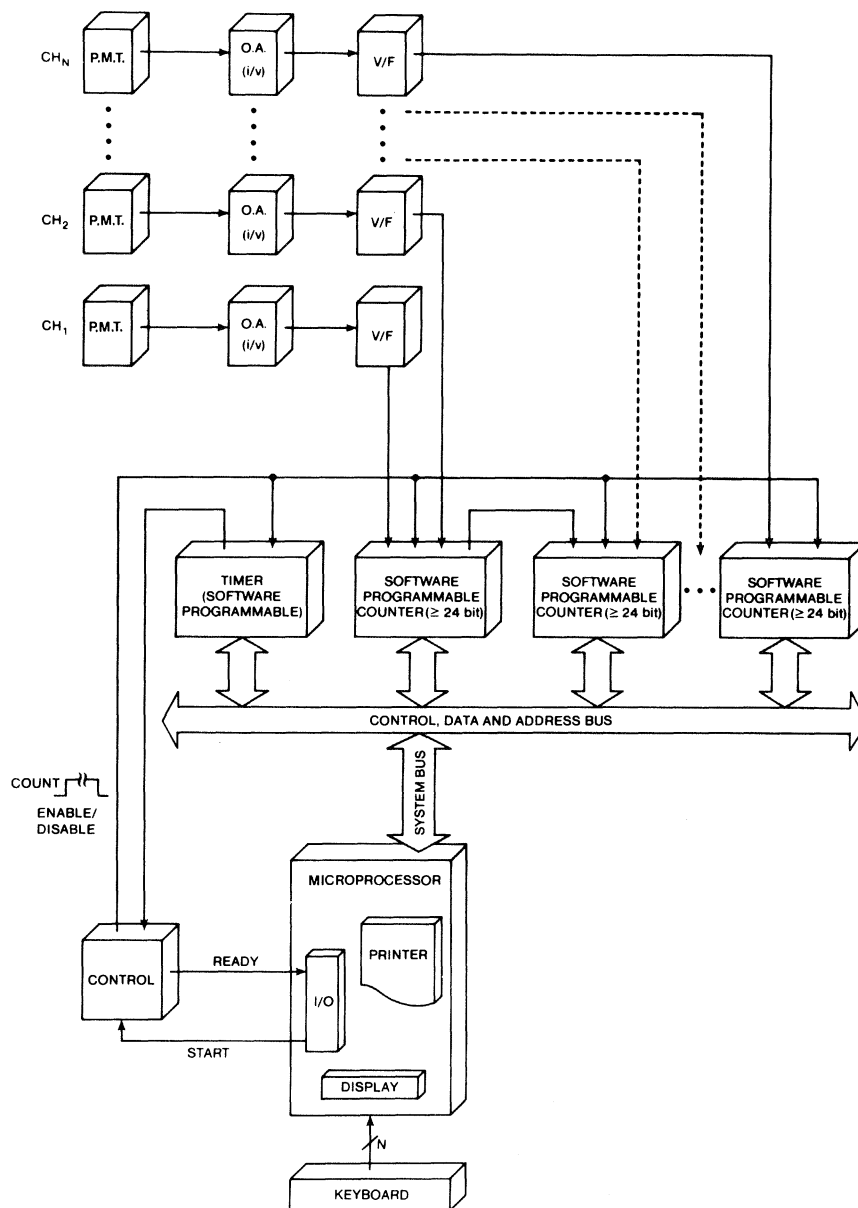 CH_N
P.M.T.
O.A.
(i/v)
V/F
CH_2
P.M.T.
O.A.
(i/v)
V/F
CH_1
P.M.T.
O.A.
(i/v)
V/F
TIMER
(SOFTWARE
PROGRAMMABLE)
SOFTWARE
PROGRAMMABLE
COUNTER (≥ 24 bit)
SOFTWARE
PROGRAMMABLE
COUNTER (≥ 24 bit)
SOFTWARE
PROGRAMMABLE
COUNTER (≥ 24 bit)
CONTROL, DATA AND ADDRESS BUS
COUNT
ENABLE/
DISABLE
SYSTEM BUS
MICROPROCESSOR
PRINTER
CONTROL
READY
I/O
START
DISPLAY
N
KEYBOARD